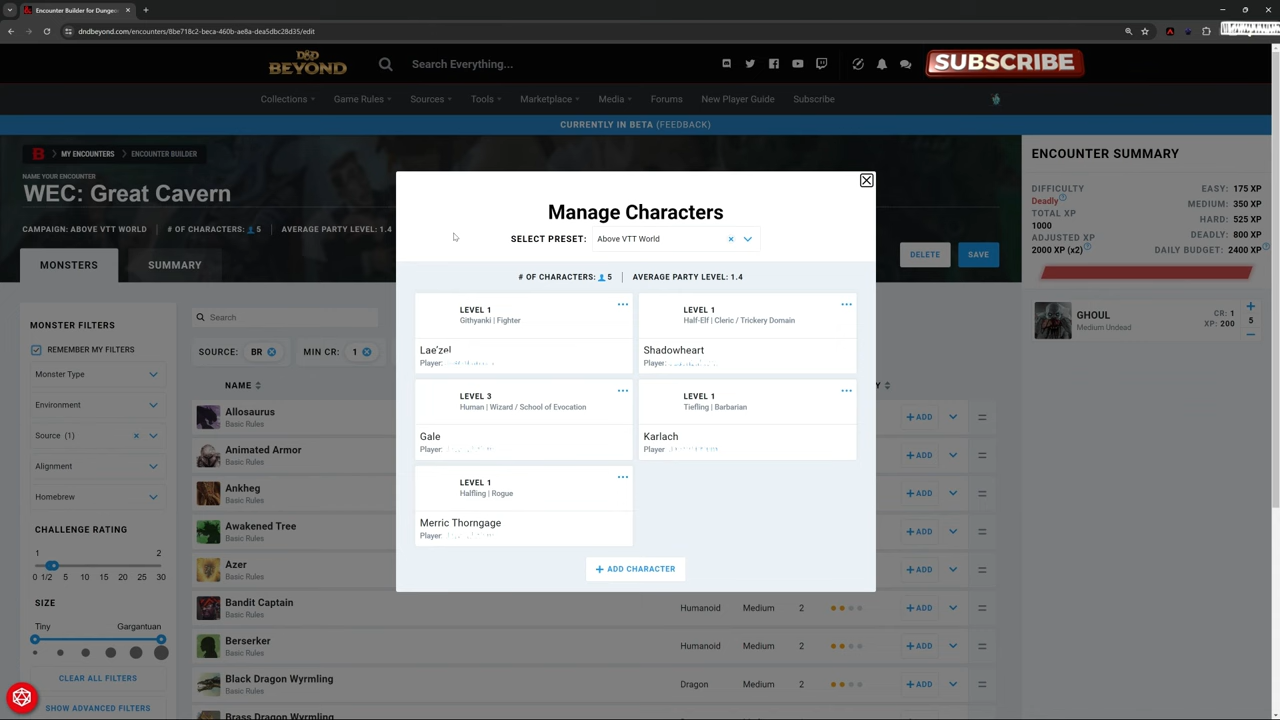 Encounter Builder for Dunge
dndbeyond.com/encounters/8be718c2-beca-460b-ae8a-dea5dbc28d35/edit
D&D BEYOND
Search Everything...
SUBSCRIBE
Collections
Game Rules
Sources
Tools
Marketplace
Media
Forums
New Player Guide
Subscribe
CURRENTLY IN BETA (FEEDBACK)
MY ENCOUNTERS
ENCOUNTER BUILDER
NAME YOUR ENCOUNTER
WEC: Great Cavern
CAMPAIGN: ABOVE VTT WORLD
# OF CHARACTERS: 5
AVERAGE PARTY LEVEL: 1.4
MONSTERS
SUMMARY
DELETE
SAVE
MONSTER FILTERS
REMEMBER MY FILTERS
Monster Type
Environment
Source (1)
Alignment
Homebrew
CHALLENGE RATING
1 2
0 1/2 5 10 15 20 25 30
SIZE
Tiny Gargantuan
CLEAR ALL FILTERS
SHOW ADVANCED FILTERS
Search
SOURCE: BR
MIN CR: 1
NAME
Y
Allosaurus
Basic Rules
+ ADD
Animated Armor
Basic Rules
+ ADD
Ankheg
Basic Rules
+ ADD
Awakened Tree
Basic Rules
+ ADD
Azer
Basic Rules
+ ADD
Bandit Captain
Basic Rules
Humanoid Medium 2
+ ADD
Berserker
Basic Rules
Humanoid Medium 2
+ ADD
Black Dragon Wyrmling
Basic Rules
Dragon Medium 2
+ ADD
Brass Dragon Wyrmling
Manage Characters
SELECT PRESET: Above VTT World
# OF CHARACTERS: 5
AVERAGE PARTY LEVEL: 1.4
LEVEL 1
Githyanki | Fighter
Lae'zel
Player:
LEVEL 1
Half-Elf | Cleric / Trickery Domain
Shadowheart
Player:
LEVEL 3
Human | Wizard / School of Evocation
Gale
Player:
LEVEL 1
Tiefling | Barbarian
Karlach
Player
LEVEL 1
Halfling | Rogue
Merric Thorngage
Player:
+ ADD CHARACTER
ENCOUNTER SUMMARY
DIFFICULTY
Deadly
TOTAL XP
1000
ADJUSTED XP
2000 XP (x2)
EASY: 175 XP
MEDIUM: 350 XP
HARD: 525 XP
DEADLY: 800 XP
DAILY BUDGET: 2400 XP
GHOUL
Medium Undead
CR: 1
XP: 200
5